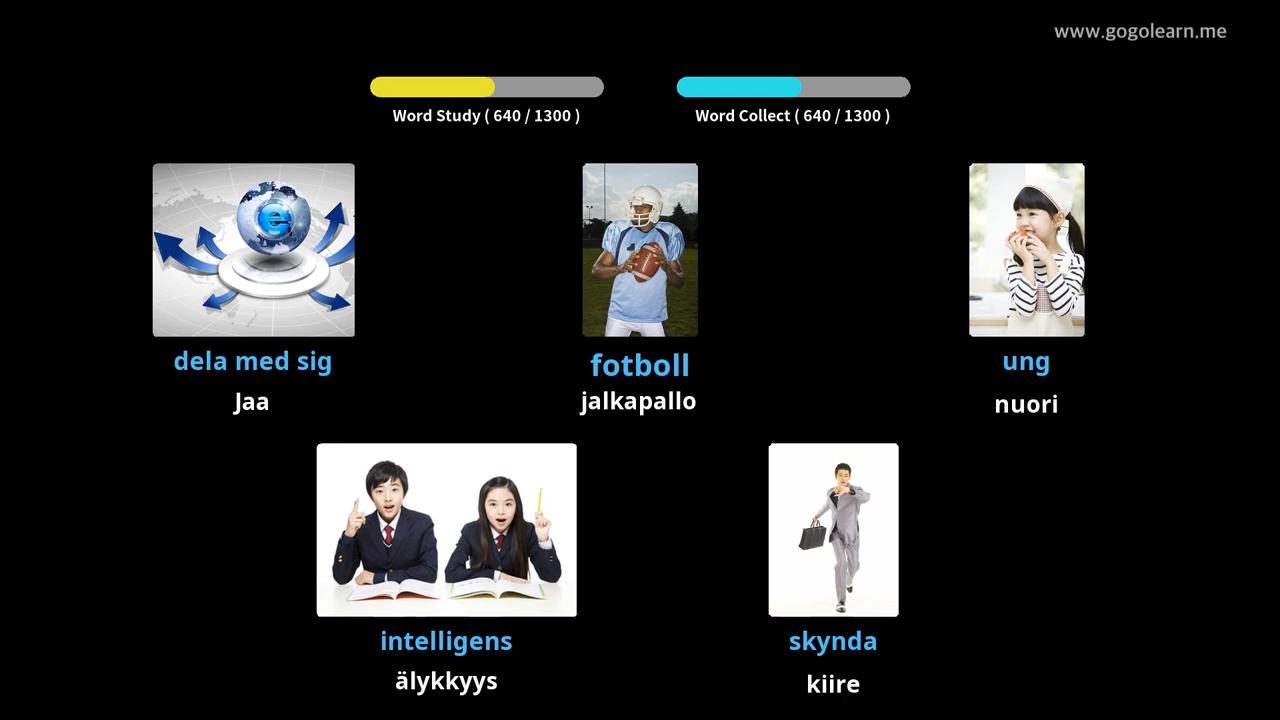 www.gogolearn.me
Word Study ( 640 / 1300 )
Word Collect ( 640 / 1300 )
e
dela med sig
fotboll
ung
Jaa
jalkapallo
nuori
intelligens
skynda
älykkyys
kiire